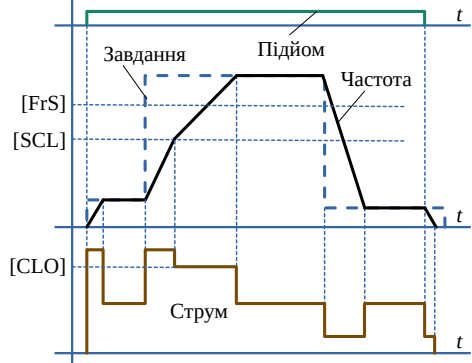 t
Завдання
Підйом
Частота
[FrS]
[SCL]
t
[CLO]
Струм
t